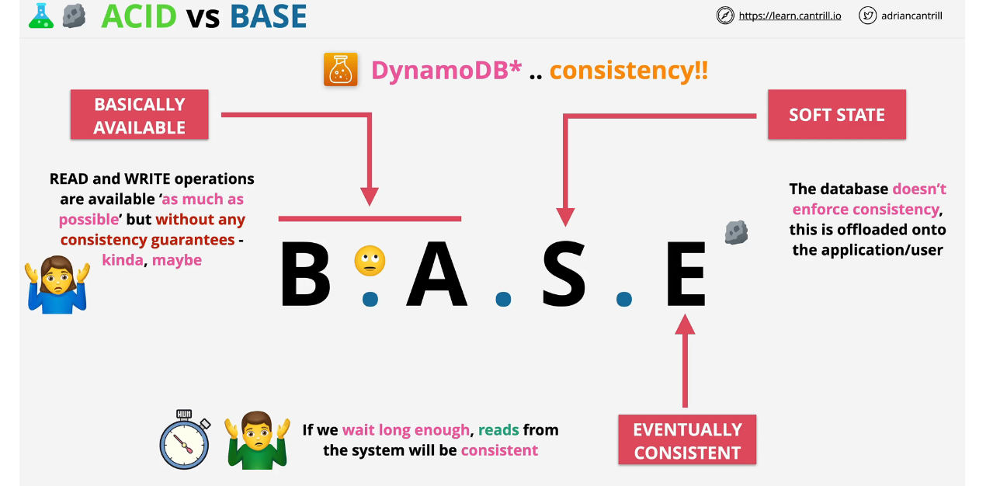 ACID vs BASE
https://learn.cantrill.io
adriancantrill
DynamoDB* .. consistency!!
BASICALLY
AVAILABLE
SOFT STATE
READ and WRITE operations
are available ‘as much as
possible’ but without any
consistency guarantees -
kinda, maybe
The database doesn’t
enforce consistency,
this is offloaded onto
the application/user
B . A . S . E
If we wait long enough, reads from
the system will be consistent
EVENTUALLY
CONSISTENT